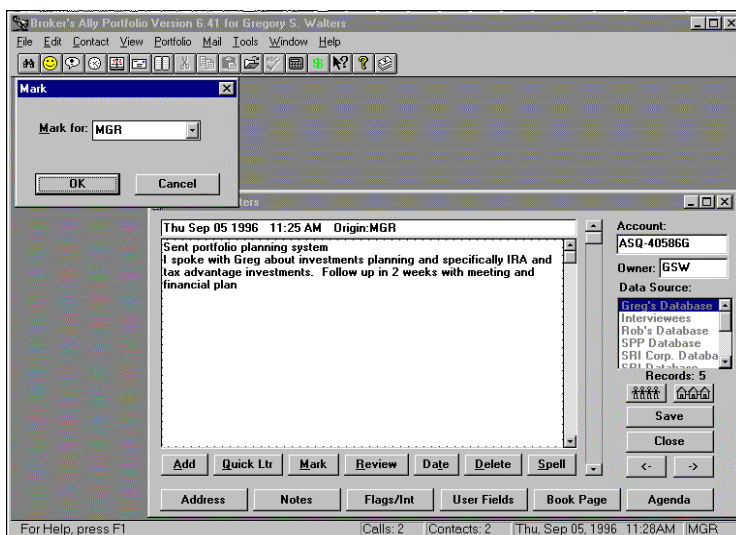 Broker's Ally Portfolio Version 6.41 for Gregory S. Walters
File Edit Contact View Portfolio Mail Tools Window Help
Mark
Mark for: MGR
OK Cancel
ters
Thu Sep 05 1996 11:25 AM Origin:MGR
Sent portfolio planning system
I spoke with Greg about investments planning and specifically IRA and
tax advantage investments. Follow up in 2 weeks with meeting and
financial plan
Account:
ASQ-40586G
Owner: GSW
Data Source:
Greg's Database
Interviewees
Rob's Database
SPP Database
SRI Corp. Databa
SRI Database
Records: 5
Save
Close
<- ->
Add Quick Ltr Mark Review Date Delete Spell
Address Notes Flags/Int User Fields Book Page Agenda
For Help, press F1 Calls: 2 Contacts: 2 Thu, Sep 05, 1996 11:28AM MGR